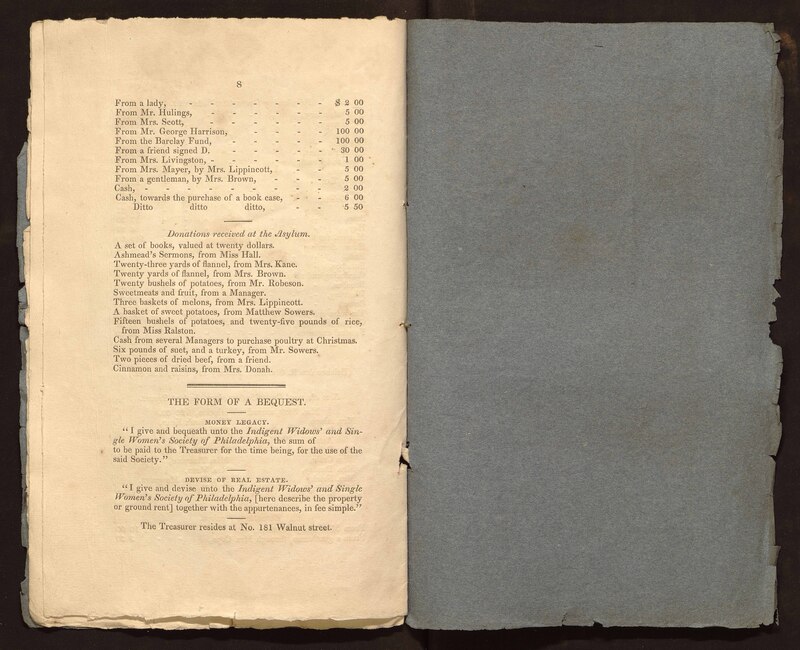 8
From a lady, - - - - - - - $ 2 00
From Mr. Hulings, - - - - - - 5 00
From Mrs. Scott, - - - - - - 5 00
From Mr. George Harrison, - - - - 100 00
From the Barclay Fund, - - - - - 100 00
From a friend signed D. - - - - - 30 00
From Mrs. Livingston, - - - - - - 1 00
From Mrs. Mayer, by Mrs. Lippincott, - - - 5 00
From a gentleman, by Mrs. Brown, - - - 5 00
Cash, - - - - - - - - 2 00
Cash, towards the purchase of a book case, - - 6 00
Ditto ditto ditto, - - 5 50
Donations received at the Asylum.
A set of books, valued at twenty dollars.
Ashmead's Sermons, from Miss Hall.
Twenty-three yards of flannel, from Mrs. Kane.
Twenty yards of flannel, from Mrs. Brown.
Twenty bushels of potatoes, from Mr. Robeson.
Sweetmeats and fruit, from a Manager.
Three baskets of melons, from Mrs. Lippincott.
A basket of sweet potatoes, from Matthew Sowers.
Fifteen bushels of potatoes, and twenty-five pounds of rice,
from Miss Ralston.
Cash from several Managers to purchase poultry at Christmas.
Six pounds of suet, and a turkey, from Mr. Sowers.
Two pieces of dried beef, from a friend.
Cinnamon and raisins, from Mrs. Donah.
THE FORM OF A BEQUEST.
MONEY LEGACY.
"I give and bequeath unto the Indigent Widows' and Sin-
gle Women's Society of Philadelphia, the sum of
to be paid to the Treasurer for the time being, for the use of the
said Society."
DEVISE OF REAL ESTATE.
"I give and devise unto the Indigent Widows' and Single
Women's Society of Philadelphia, [here describe the property
or ground rent] together with the appurtenances, in fee simple."
The Treasurer resides at No. 181 Walnut street.